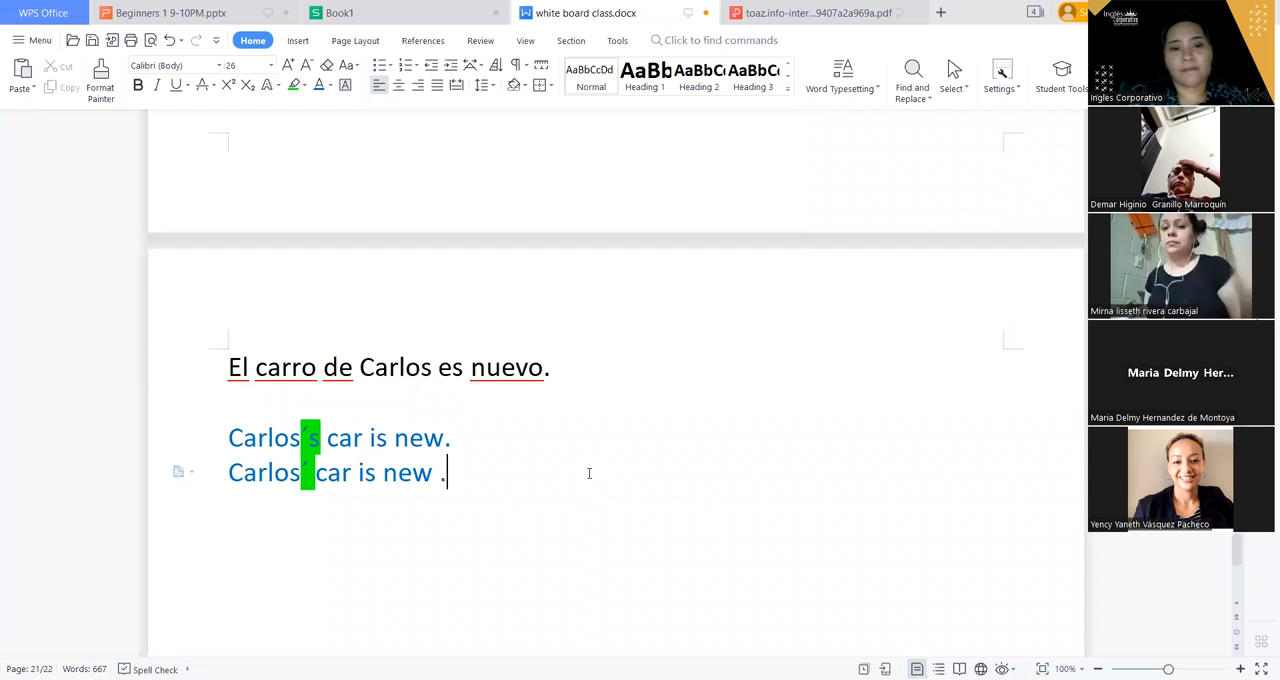 WPS Office
Beginners 1 9-10PM.pptx
Book1
white board class.docx
toaz.info-inter...9407a2a969a.pdf
4
Menu
Home
Insert
Page Layout
References
Review
View
Section
Tools
Click to find commands
Paste
Cut
Copy
Format Painter
Calibri (Body)
26
AaBbCcDd
Normal
AaBb
Heading 1
AaBbC
Heading 2
AaBbC
Heading 3
Word Typesetting
Find and Replace
Select
Settings
Student Tools
El carro de Carlos es nuevo.
Carlos´s car is new.
Carlos´ car is new .
Inglés Corporativo
Ingles Corporativo
Demar Higinio Granillo Marroquín
Mirna lisseth rivera carbajal
Maria Delmy Her...
Maria Delmy Hernandez de Montoya
Yency Yaneth Vásquez Pacheco
Page: 21/22
Words: 667
Spell Check
100%